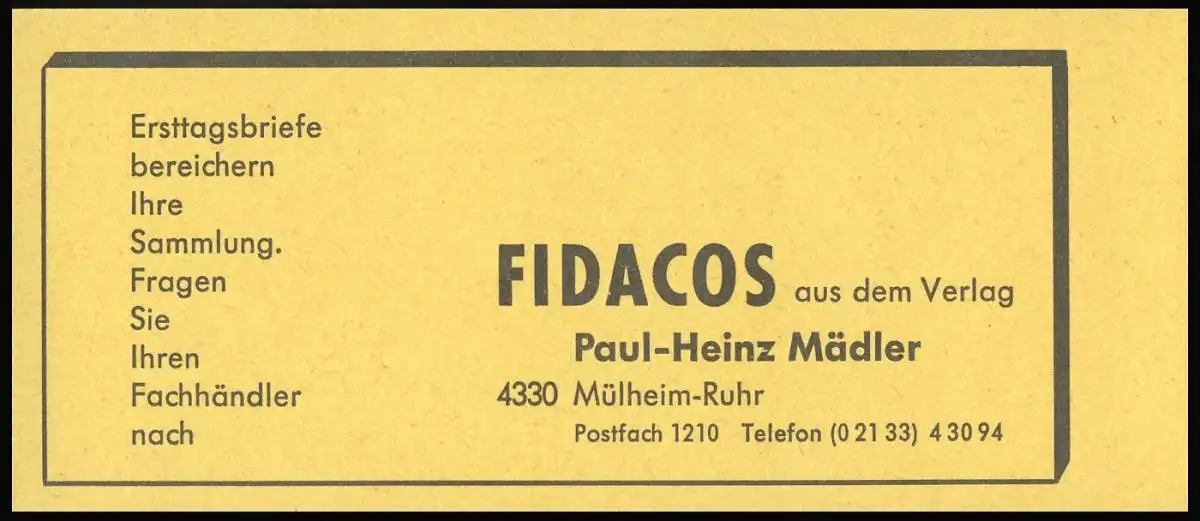 Ersttagsbriefe
bereichern
Ihre
Sammlung.
Fragen
Sie
Ihren
Fachhändler
nach
FIDACOS aus dem Verlag
Paul-Heinz Mädler
4330 Mülheim-Ruhr
Postfach 1210 Telefon (0 21 33) 4 30 94